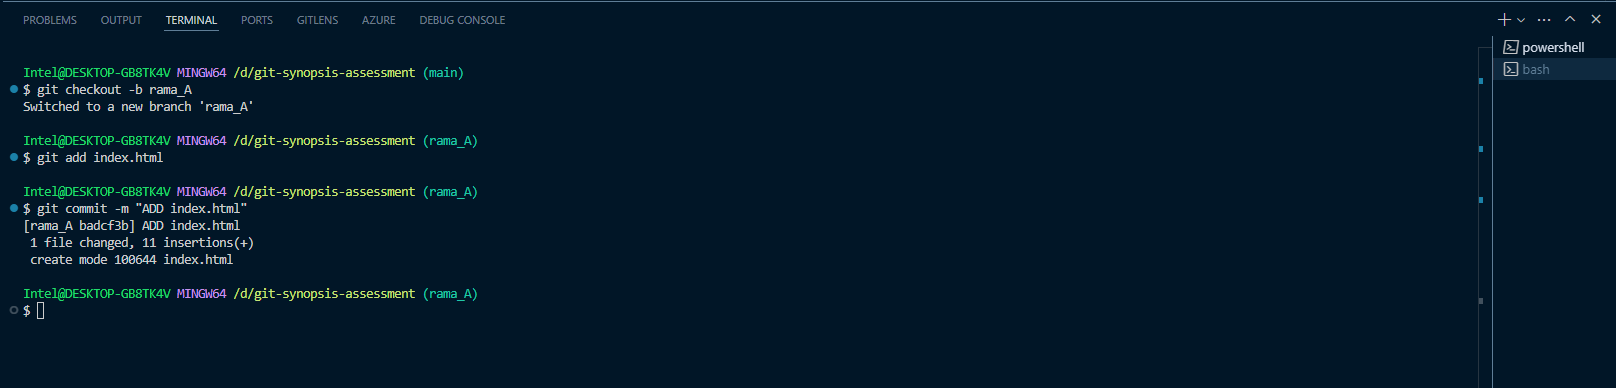 PROBLEMS OUTPUT TERMINAL PORTS GITLENS AZURE DEBUG CONSOLE
powershell
bash
Intel@DESKTOP-GB8TK4V MINGW64 /d/git-synopsis-assessment (main)
$ git checkout -b rama_A
Switched to a new branch 'rama_A'
Intel@DESKTOP-GB8TK4V MINGW64 /d/git-synopsis-assessment (rama_A)
$ git add index.html
Intel@DESKTOP-GB8TK4V MINGW64 /d/git-synopsis-assessment (rama_A)
$ git commit -m "ADD index.html"
[rama_A badcf3b] ADD index.html
1 file changed, 11 insertions(+)
create mode 100644 index.html
Intel@DESKTOP-GB8TK4V MINGW64 /d/git-synopsis-assessment (rama_A)
$